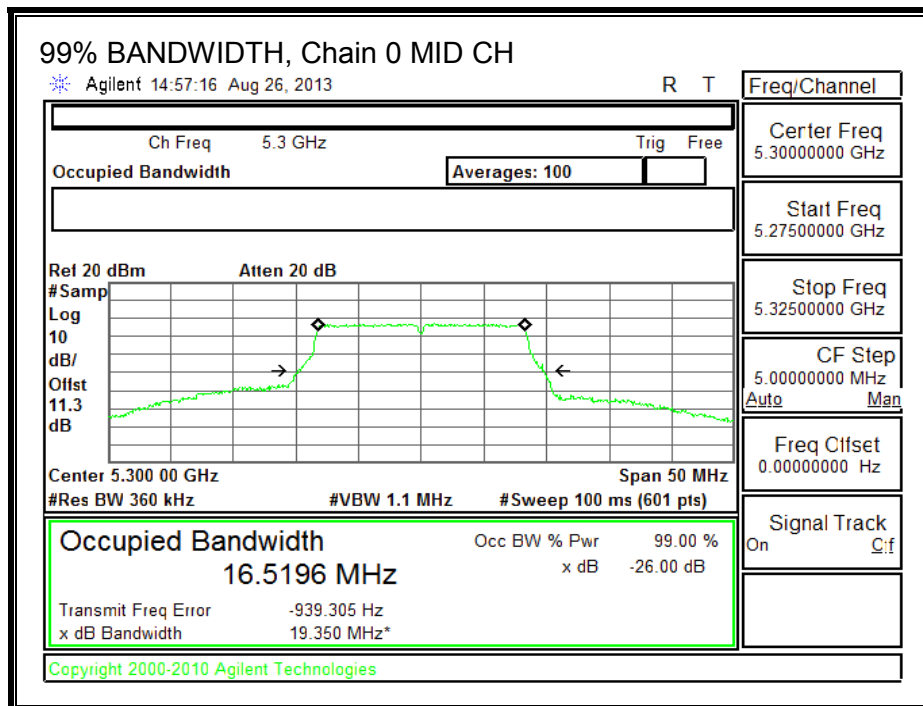 99% BANDWIDTH, Chain 0 MID CH
Agilent 14:57:16 Aug 26, 2013 R T
Freq/Channel
Ch Freq 5.3 GHz Trig Free
Occupied Bandwidth Averages: 100
Center Freq
5.30000000 GHz
Start Freq
5.27500000 GHz
Stop Freq
5.32500000 GHz
CF Step
5.00000000 MHz
Auto Man
Freq Offset
0.00000000 Hz
Signal Track
On Off
Ref 20 dBm Atten 20 dB
#Samp
Log
10
dB/
Offst
11.3
dB
Center 5.300 00 GHz Span 50 MHz
#Res BW 360 kHz #VBW 1.1 MHz #Sweep 100 ms (601 pts)
Occupied Bandwidth
16.5196 MHz
Occ BW % Pwr 99.00 %
x dB -26.00 dB
Transmit Freq Error -939.305 Hz
x dB Bandwidth 19.350 MHz*
Copyright 2000-2010 Agilent Technologies